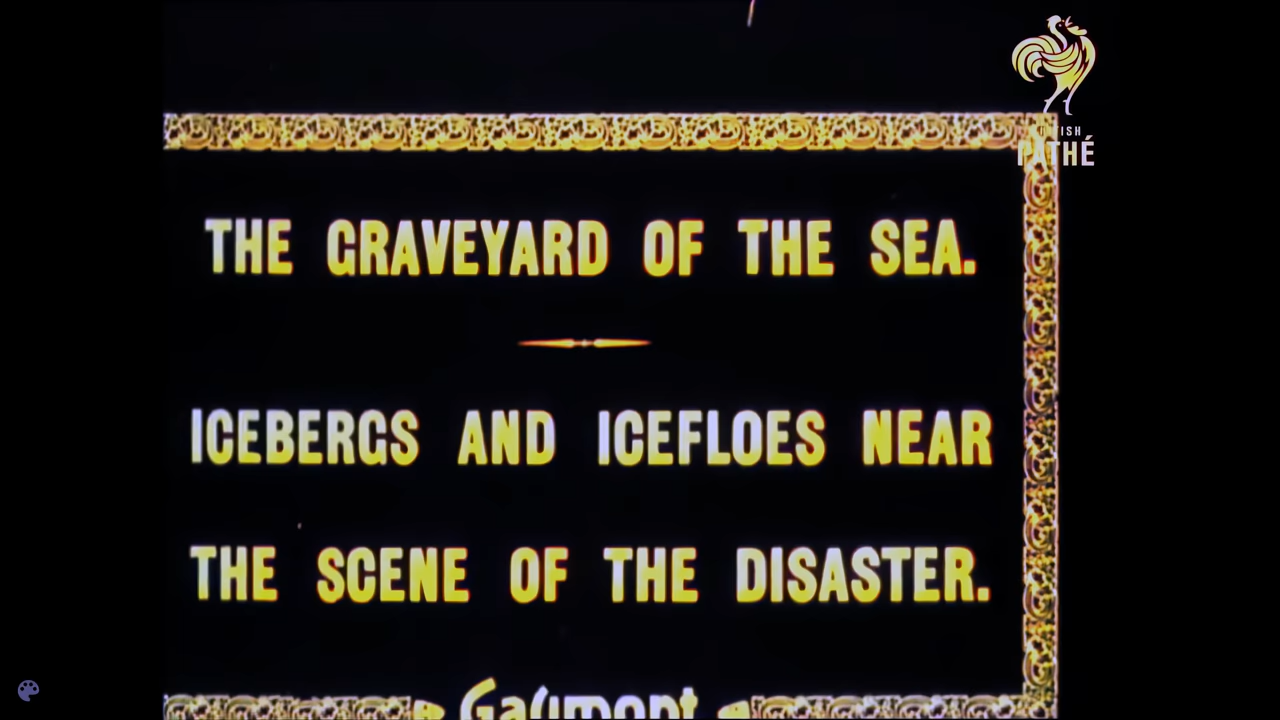 BRITISH
PATHÉ
THE GRAVEYARD OF THE SEA.
ICEBERGS AND ICEFLOES NEAR
THE SCENE OF THE DISASTER.
Gaumont